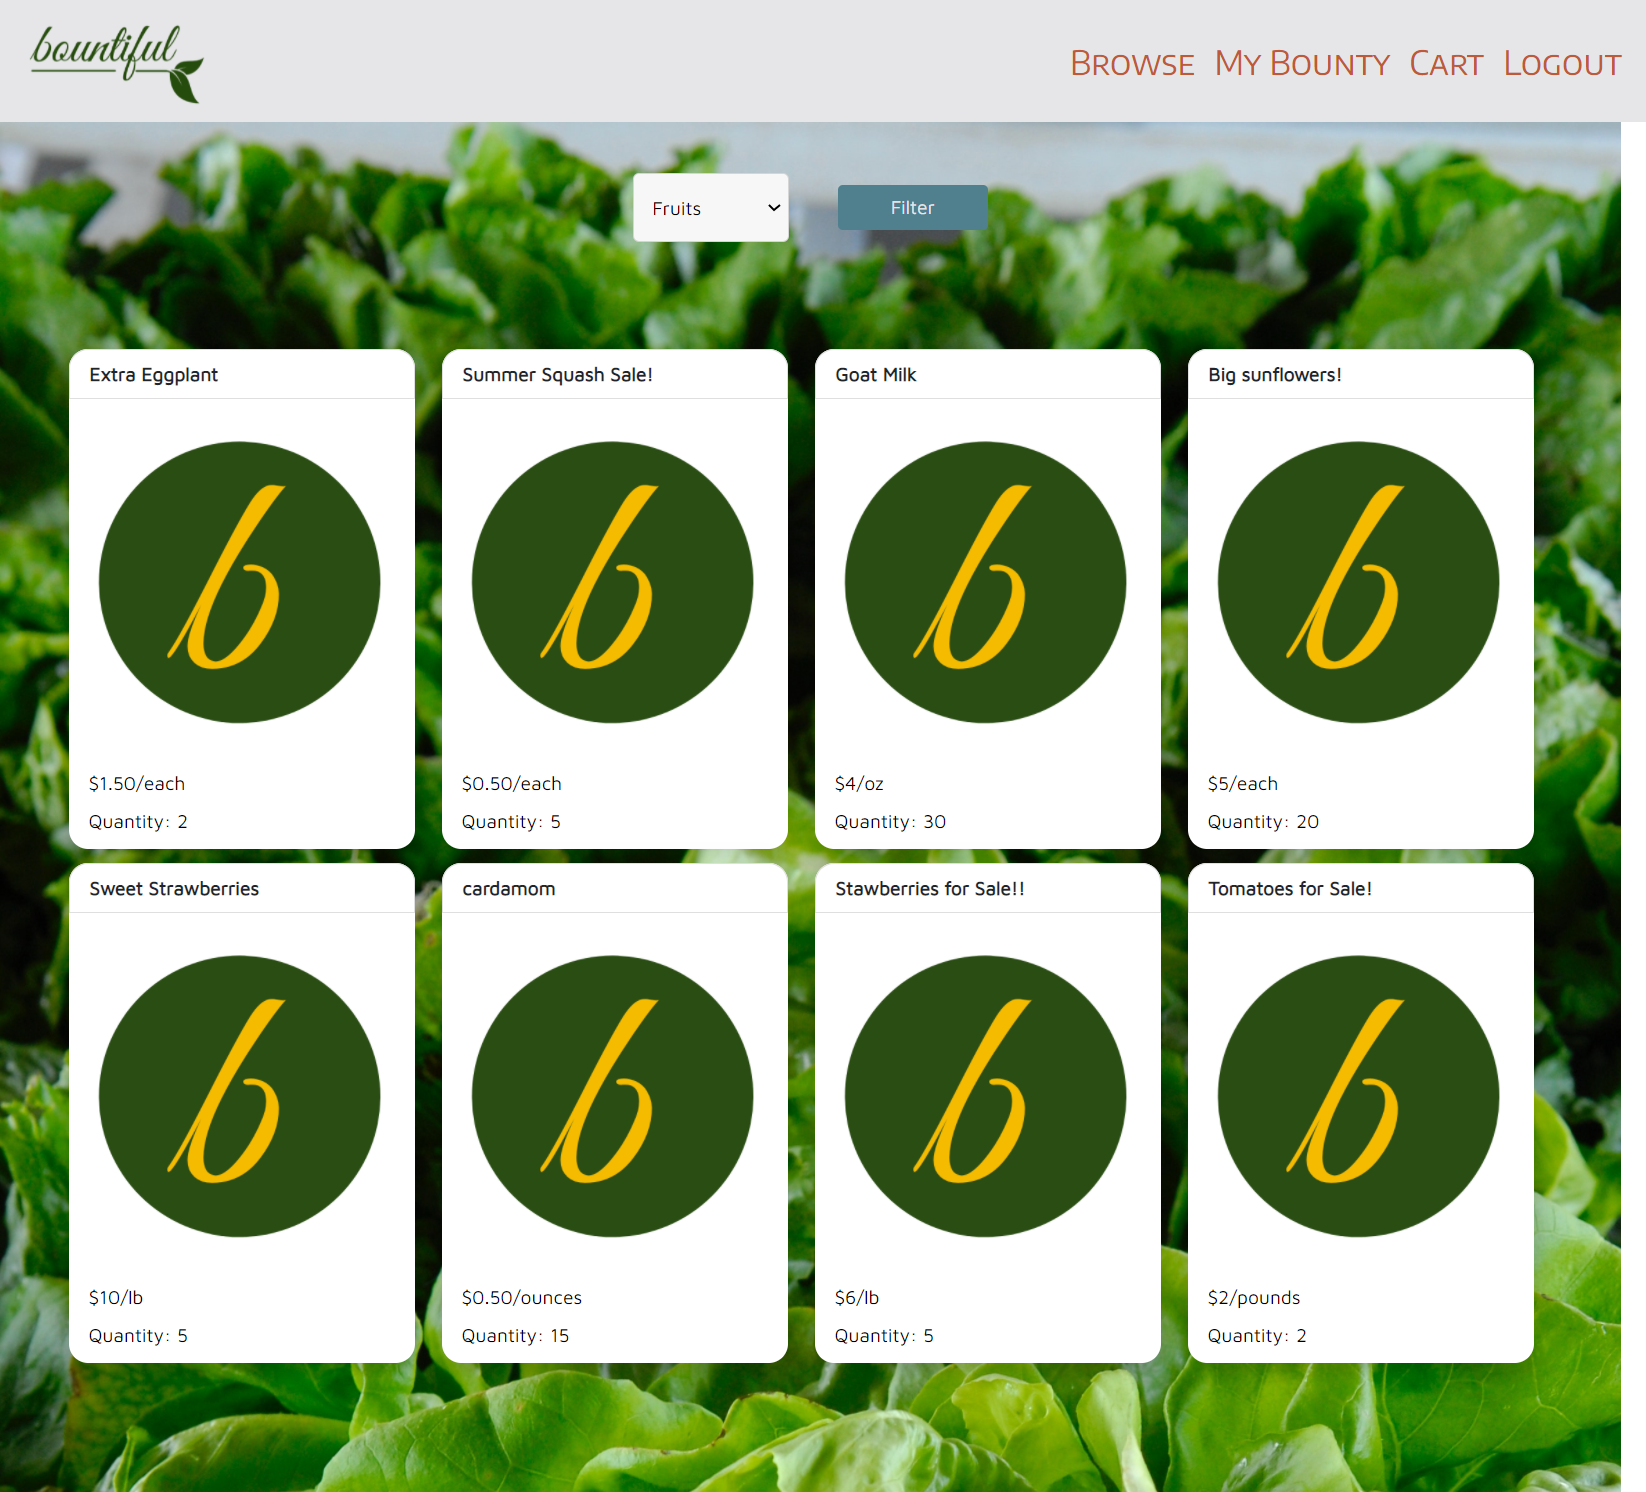 bountiful
Browse My Bounty Cart Logout
Fruits Filter
Extra Eggplant
Summer Squash Sale!
Goat Milk
Big sunflowers!
b
b
b
b
$1.50/each
Quantity: 2
$0.50/each
Quantity: 5
$4/oz
Quantity: 30
$5/each
Quantity: 20
Sweet Strawberries
cardamom
Stawberries for Sale!!
Tomatoes for Sale!
b
b
b
b
$10/lb
Quantity: 5
$0.50/ounces
Quantity: 15
$6/lb
Quantity: 5
$2/pounds
Quantity: 2